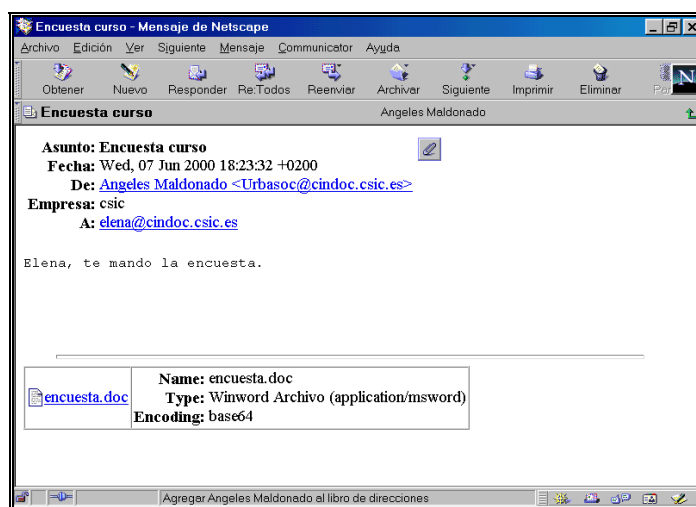 Encuesta curso - Mensaje de Netscape
Archivo Edición Ver Siguiente Mensaje Communicator Ayuda
Obtener Nuevo Responder Re:Todos Reenviar Archivar Siguiente Imprimir Eliminar
N
Encuesta curso Angeles Maldonado
Asunto: Encuesta curso
Fecha: Wed, 07 Jun 2000 18:23:32 +0200
De: Angeles Maldonado <Urbasoc@cindoc.csic.es>
Empresa: csic
A: elena@cindoc.csic.es
Elena, te mando la encuesta.
Name: encuesta.doc
encuesta.doc Type: Winword Archivo (application/msword)
Encoding: base64
Agregar Angeles Maldonado al libro de direcciones